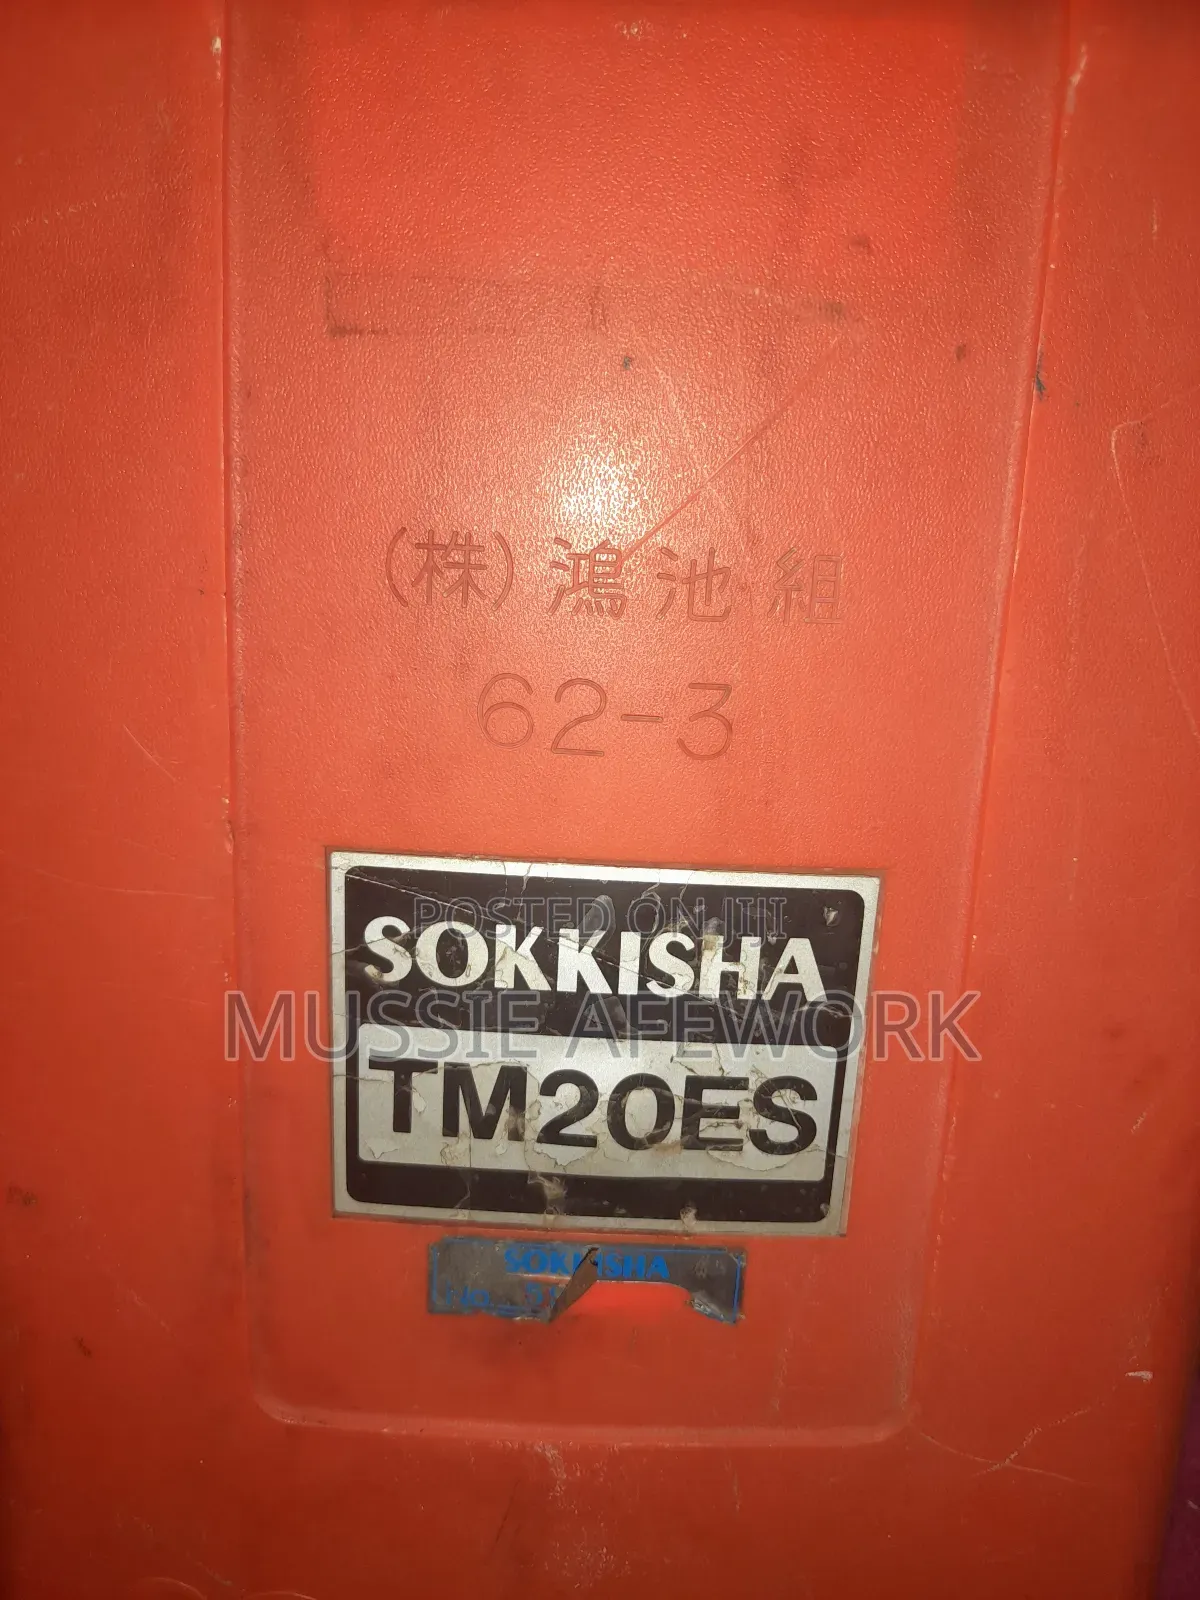 (株)鴻池組
62-3
POSTED ON JIJI
SOKKISHA
MUSSIE AFEWORK
TM20ES
SOKKISHA